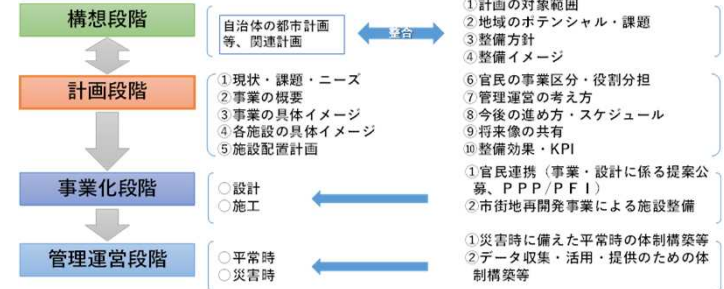 構想段階
自治体の都市計画
等、関連計画
整合
①計画の対象範囲
②地域のポテンシャル・課題
③整備方針
④整備イメージ
計画段階
①現状・課題・ニーズ
②事業の概要
③事業の具体イメージ
④各施設の具体イメージ
⑤施設配置計画
⑥官民の事業区分・役割分担
⑦管理運営の考え方
⑧今後の進め方・スケジュール
⑨将来像の共有
⑩整備効果・KPI
事業化段階
○設計
○施工
①官民連携（事業・設計に係る提案公
募、ＰＰＰ/ＰＦＩ）
②市街地再開発事業による施設整備
管理運営段階
○平常時
○災害時
①災害時に備えた平常時の体制構築等
②データ収集・活用・提供のための体
制構築等